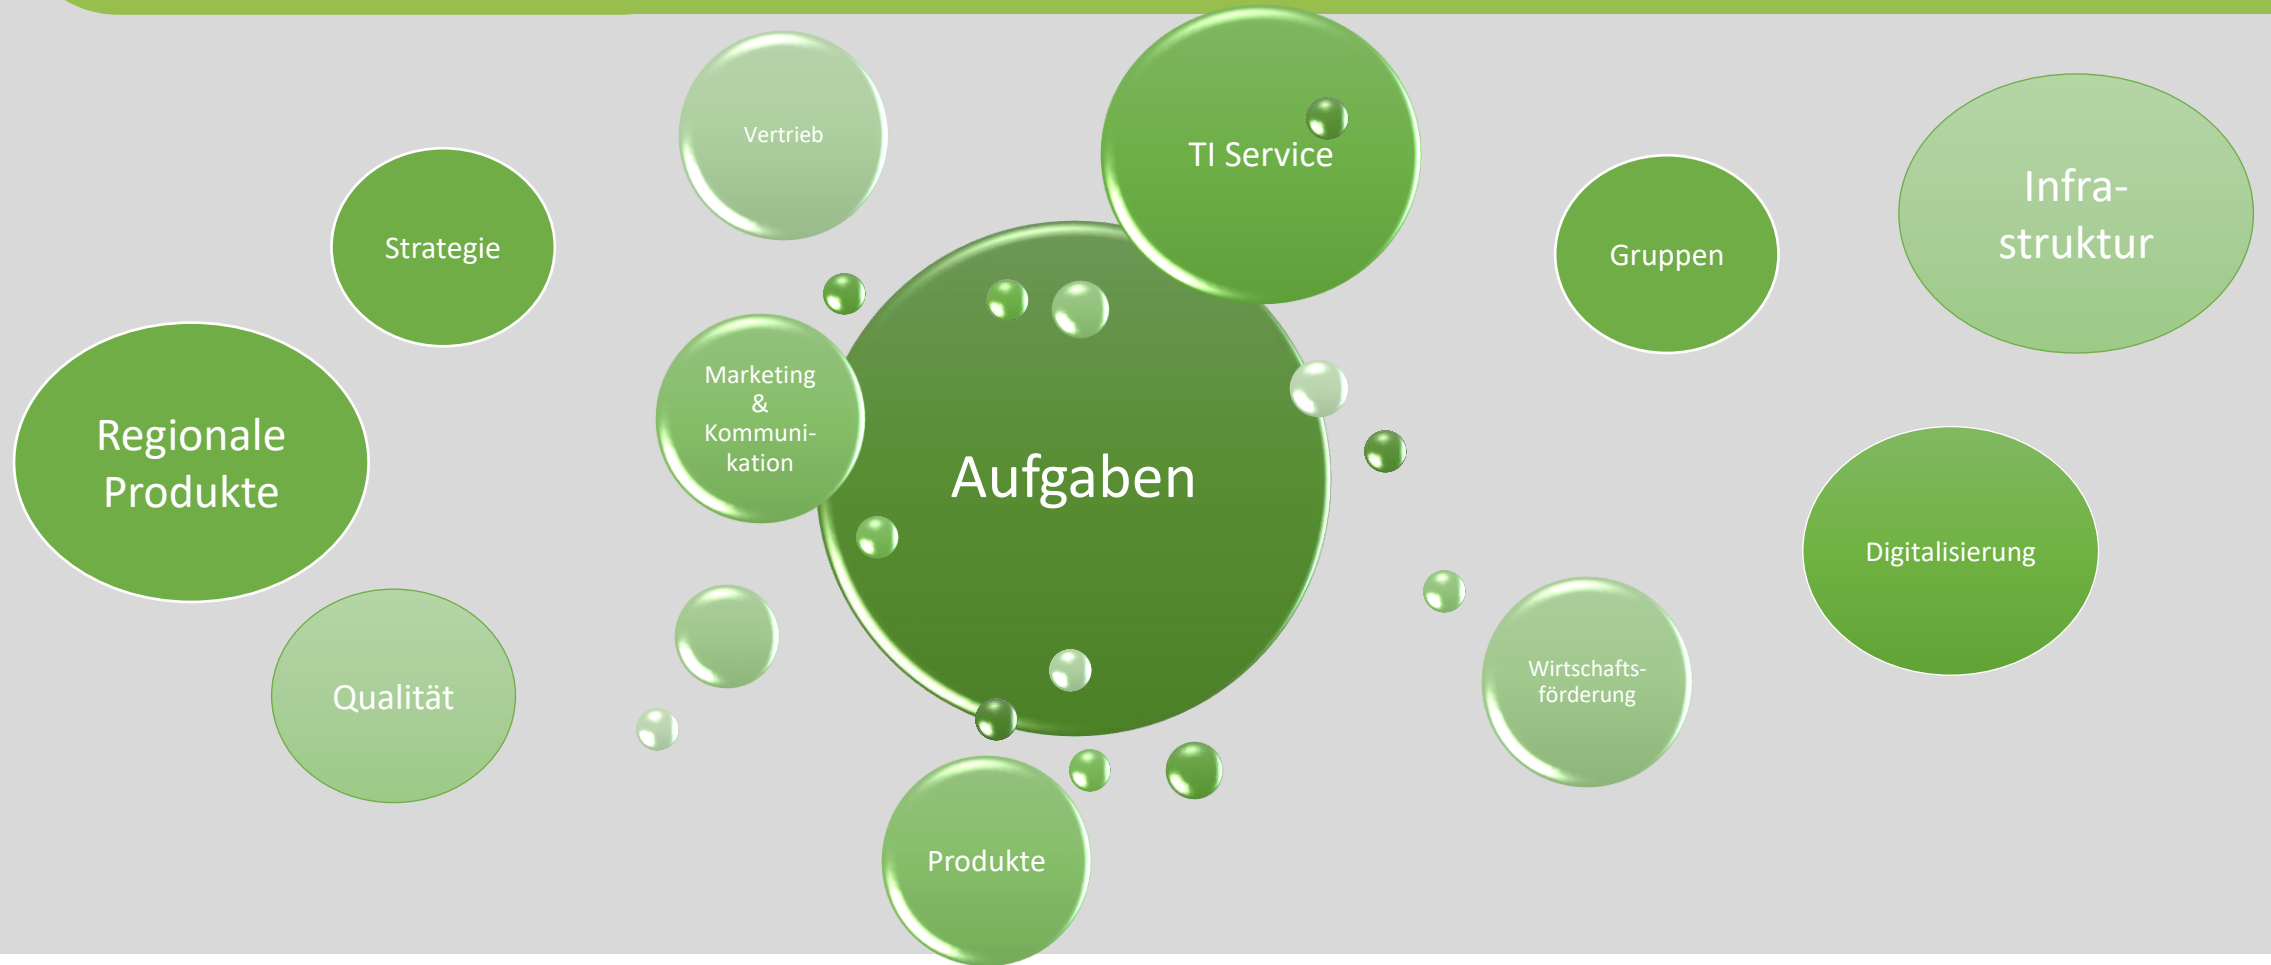 Vertrieb
TI Service
Strategie
Gruppen
Infra-
struktur
Marketing
&
Kommuni-
kation
Regionale
Produkte
Aufgaben
Digitalisierung
Qualität
Wirtschafts-
förderung
Produkte